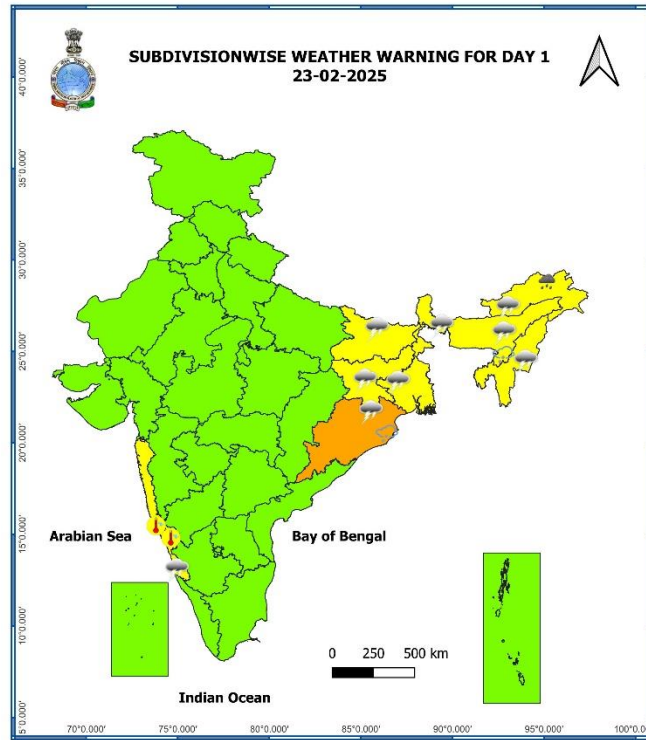 SUBDIVISIONWISE WEATHER WARNING FOR DAY 1
23-02-2025
40°0.000'
35°0.000'
30°0.000'
25°0.000'
20°0.000'
15°0.000'
10°0.000'
5°0.000'
Arabian Sea
Bay of Bengal
0 250 500 km
Indian Ocean
70°0.000' 75°0.000' 80°0.000' 85°0.000' 90°0.000' 95°0.000' 100°0.0